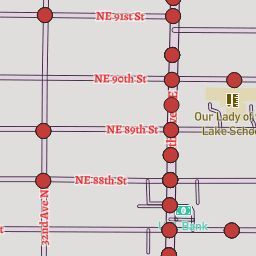 NE 91st St
NE 90th St
Our Lady of
Lake School
NE 89th St
NE 88th St
32nd Ave N
Bank